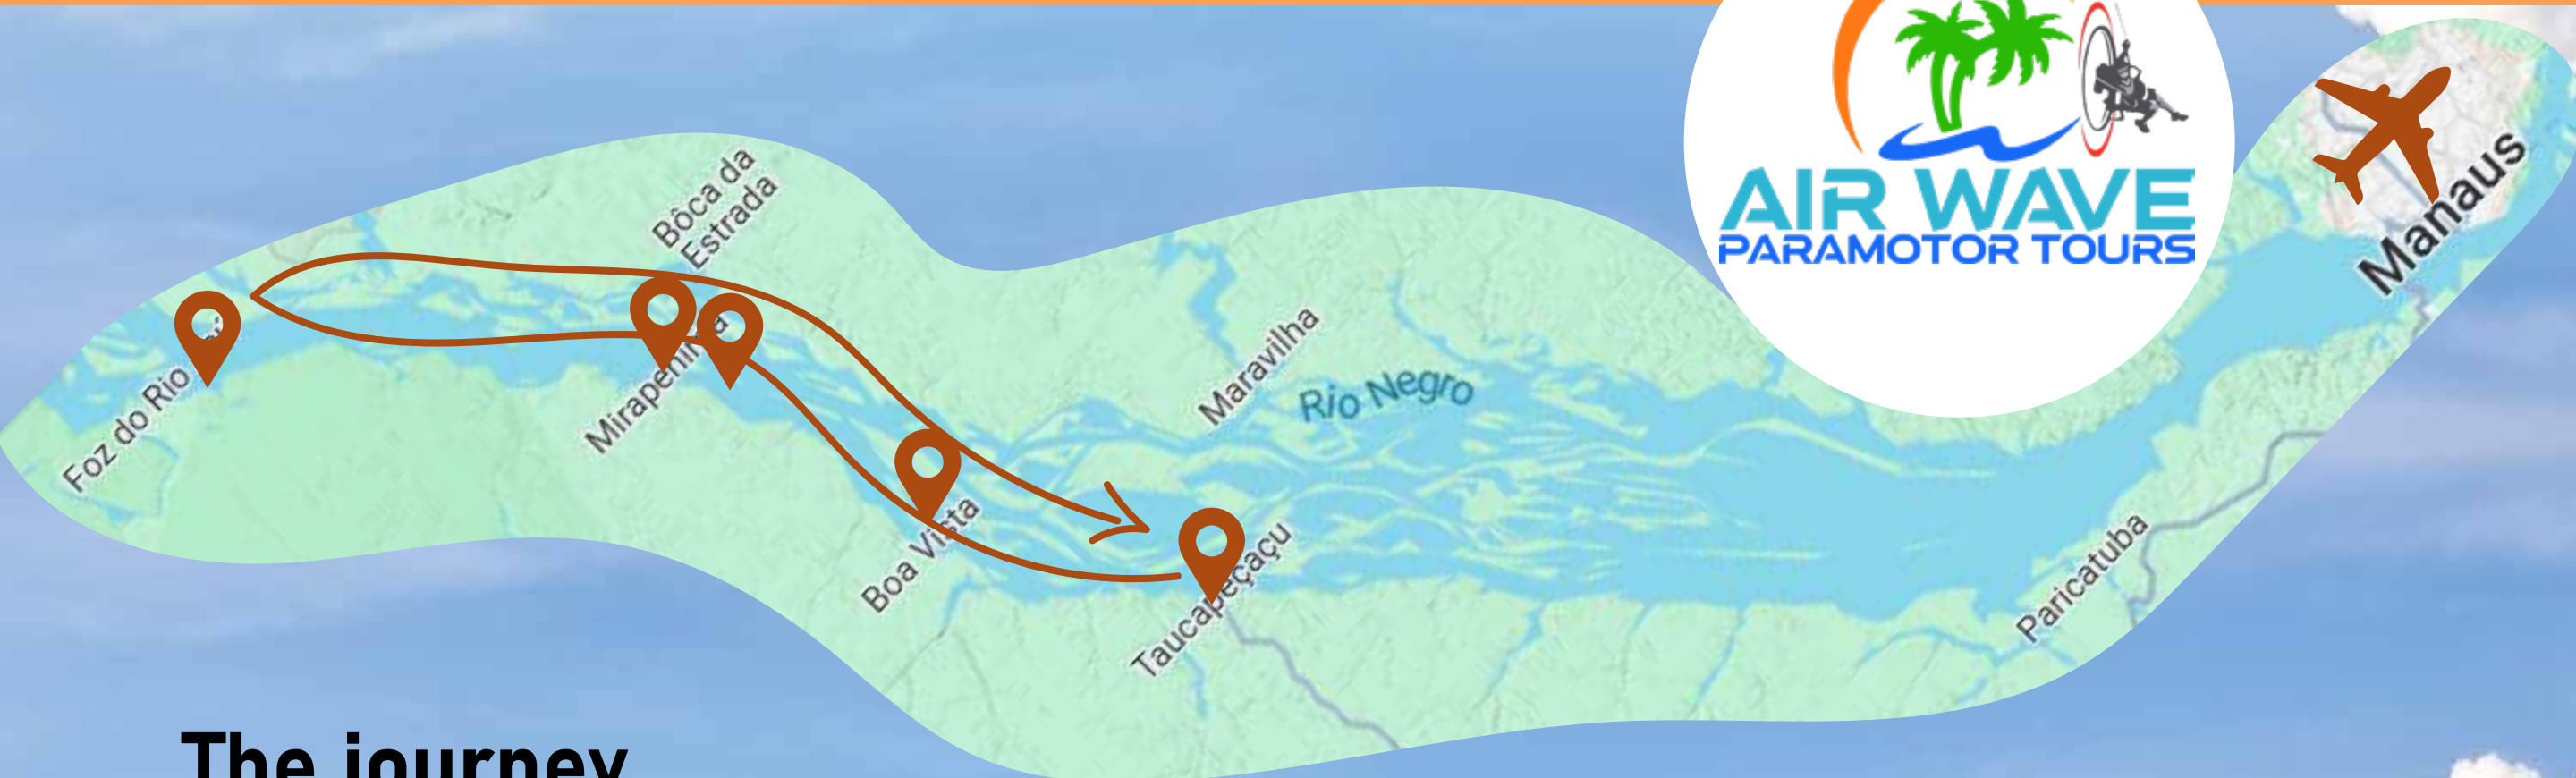 Bôca da
Estrada
AIR WAVE
PARAMOTOR TOURS
Manaus
Maravilha
Rio Negro
Foz do Rio
Boa Vista
Taucapeçaçu
Paricatuba
The journey